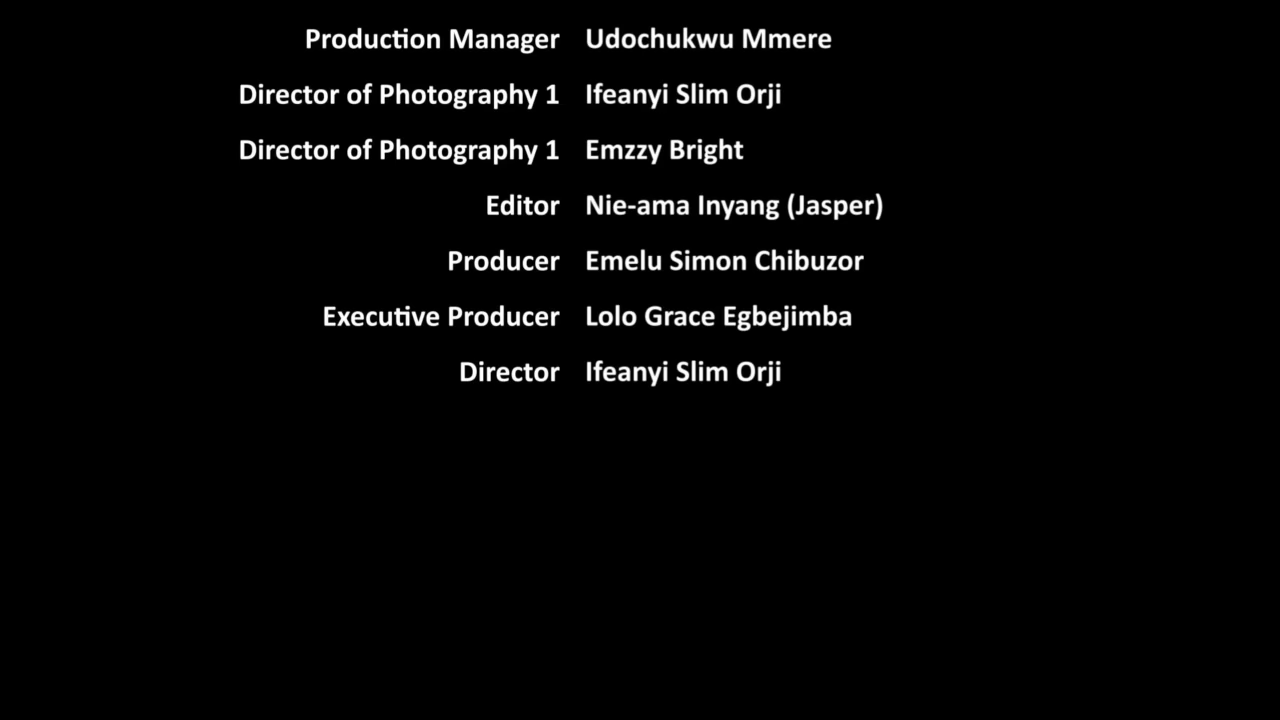 Production Manager Udochukwu Mmere
Director of Photography 1 Ifeanyi Slim Orji
Director of Photography 1 Emzzy Bright
Editor Nie-ama Inyang (Jasper)
Producer Emelu Simon Chibuzor
Executive Producer Lolo Grace Egbejimba
Director Ifeanyi Slim Orji